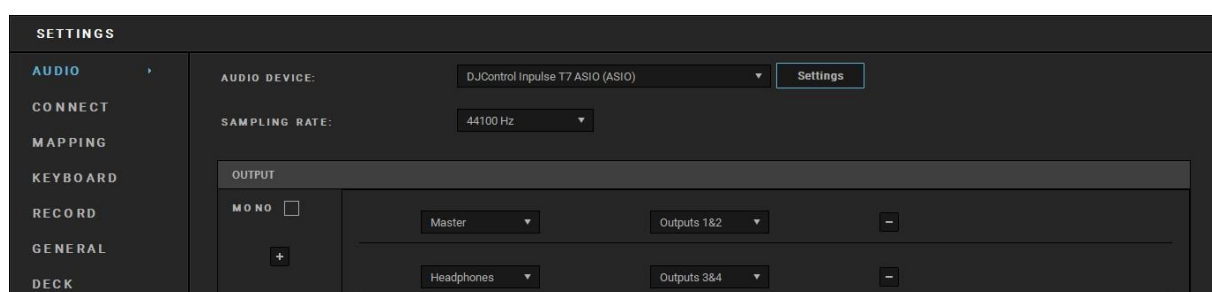 SETTINGS
AUDIO
CONNECT
MAPPING
KEYBOARD
RECORD
GENERAL
DECK
AUDIO DEVICE: DJControl Inpulse T7 ASIO (ASIO) Settings
SAMPLING RATE: 44100 Hz
OUTPUT
MONO
+
Master Outputs 1&2 −
Headphones Outputs 3&4 −